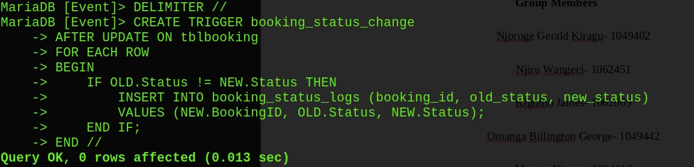 MariaDB [Event]> DELIMITER //
MariaDB [Event]> CREATE TRIGGER booking_status_change
    -> AFTER UPDATE ON tblbooking
    -> FOR EACH ROW
    -> BEGIN
    ->     IF OLD.Status != NEW.Status THEN
    ->         INSERT INTO booking_status_logs (booking_id, old_status, new_status)
    ->         VALUES (NEW.BookingID, OLD.Status, NEW.Status);
    ->     END IF;
    -> END //
Query OK, 0 rows affected (0.013 sec)
Group Members
Njoroge Gerald Kiragu- 1049402
Njiru Wangeci- 1062451
Omanga Billington George- 1049442